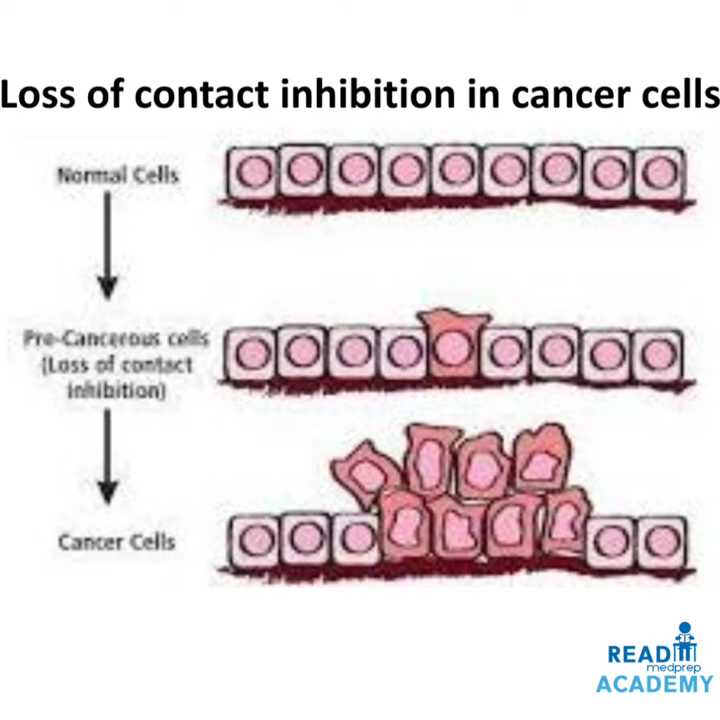 Loss of contact inhibition in cancer cells
Normal Cells
Pre-Cancerous cells
(Loss of contact
inhibition)
Cancer Cells
READ
medprep
ACADEMY